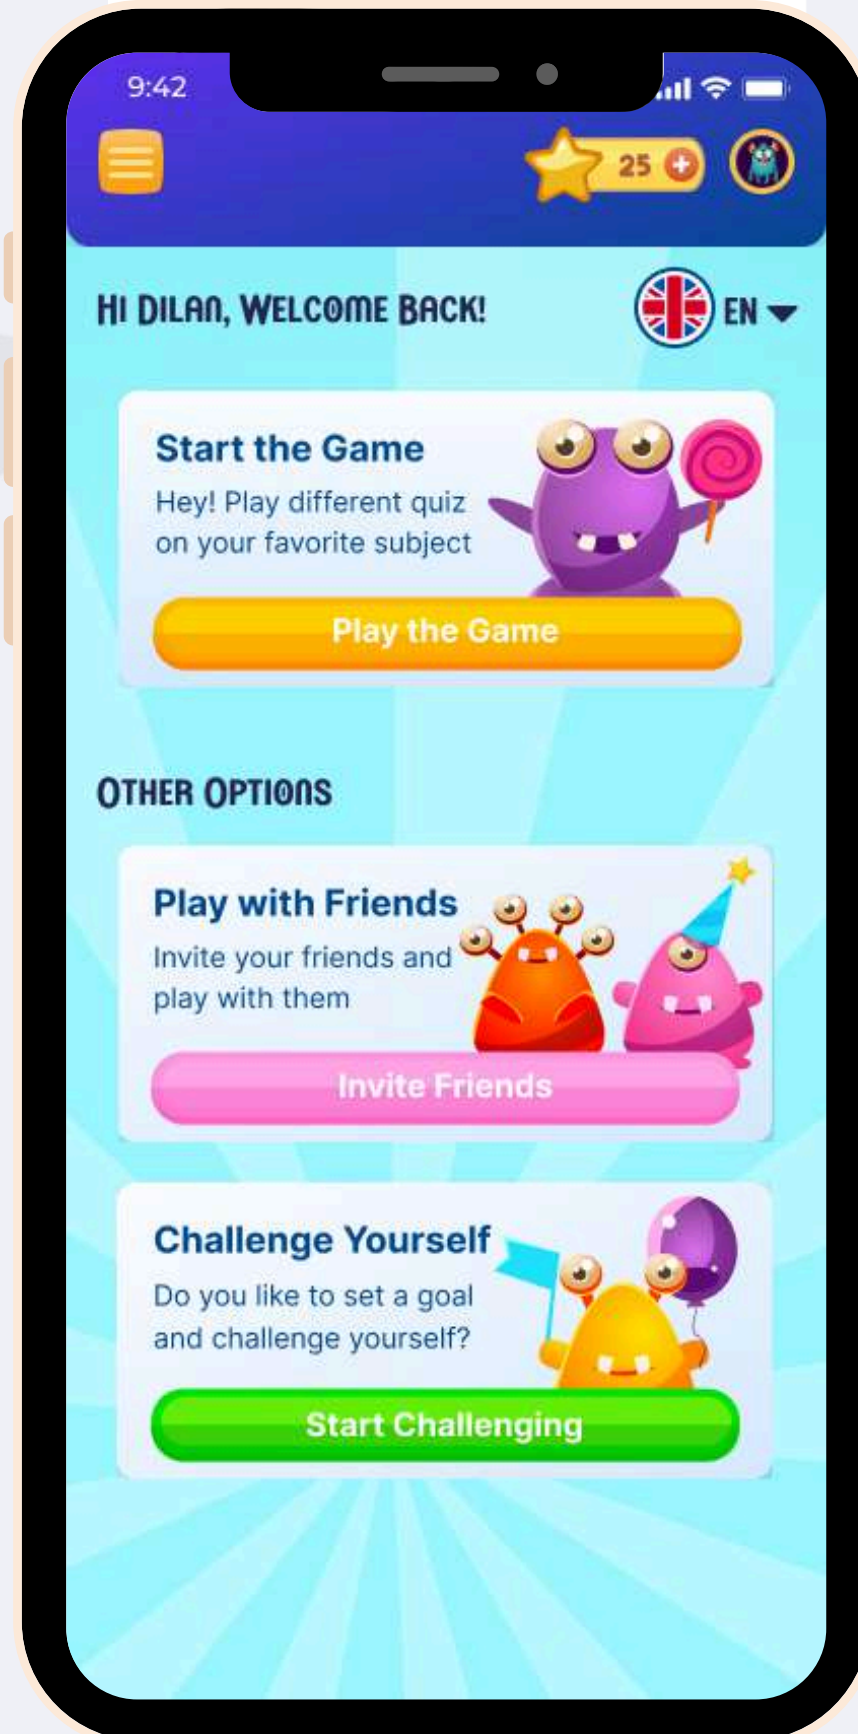 9:42
25
Hi Dilan, Welcome Back!
EN
Start the Game
Hey! Play different quiz
on your favorite subject
Play the Game
Other Options
Play with Friends
Invite your friends and
play with them
Invite Friends
Challenge Yourself
Do you like to set a goal
and challenge yourself?
Start Challenging